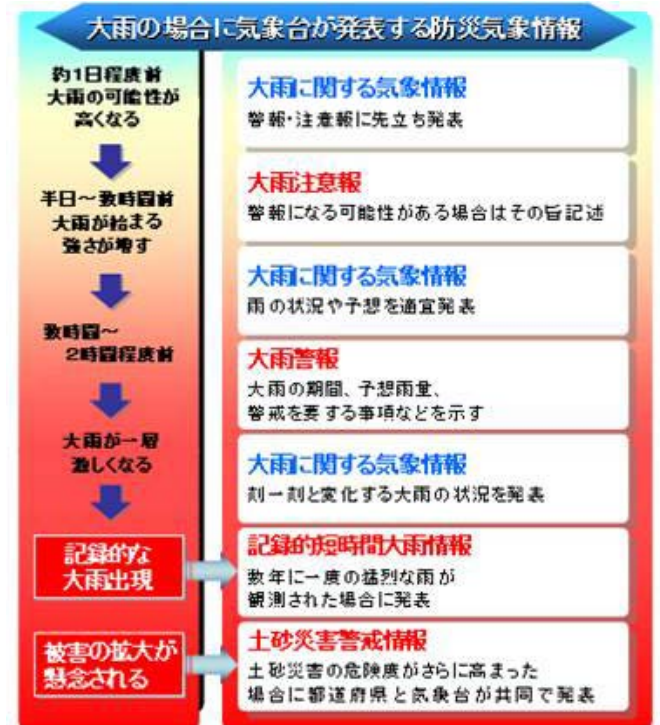 大雨の場合に気象台が発表する防災気象情報
約1日程度前
大雨の可能性が
高くなる
大雨に関する気象情報
警報・注意報に先立ち発表
半日～数時間前
大雨が始まる
強さが増す
大雨注意報
警報になる可能性がある場合はその旨記述
大雨に関する気象情報
雨の状況や予想を適宜発表
数時間～
2時間程度前
大雨警報
大雨の期間、予想雨量、
警戒を要する事項などを示す
大雨が一層
激しくなる
大雨に関する気象情報
刻一刻と変化する大雨の状況を発表
記録的な
大雨出現
記録的短時間大雨情報
数年に一度の猛烈な雨が
観測された場合に発表
被害の拡大が
懸念される
土砂災害警戒情報
土砂災害の危険度がさらに高まった
場合に都道府県と気象台が共同で発表